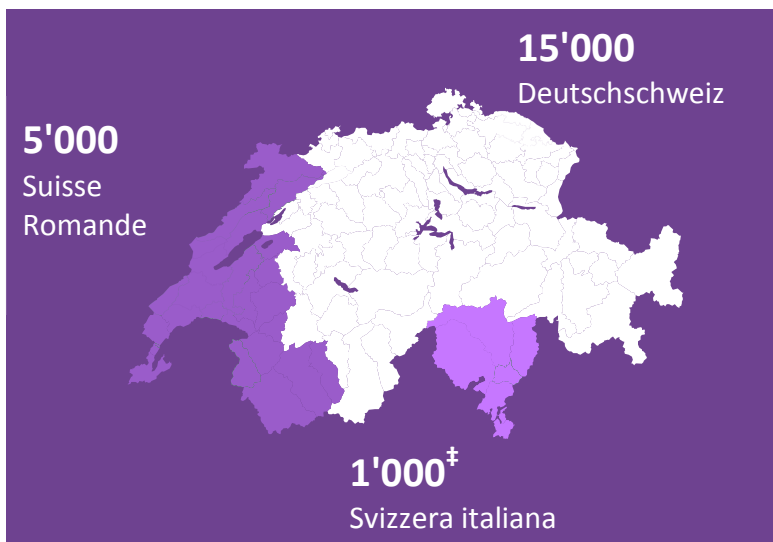 15'000
Deutschschweiz
5'000
Suisse
Romande
1'000‡
Svizzera italiana